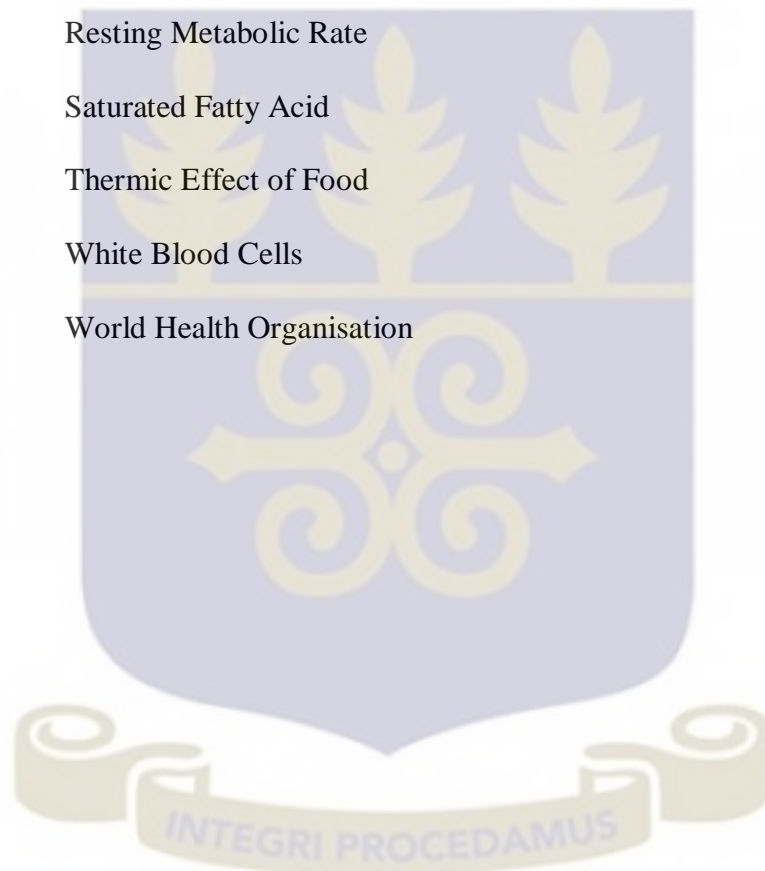 Resting Metabolic Rate
Saturated Fatty Acid
Thermic Effect of Food
White Blood Cells
World Health Organisation
INTEGRI PROCEDAMUS